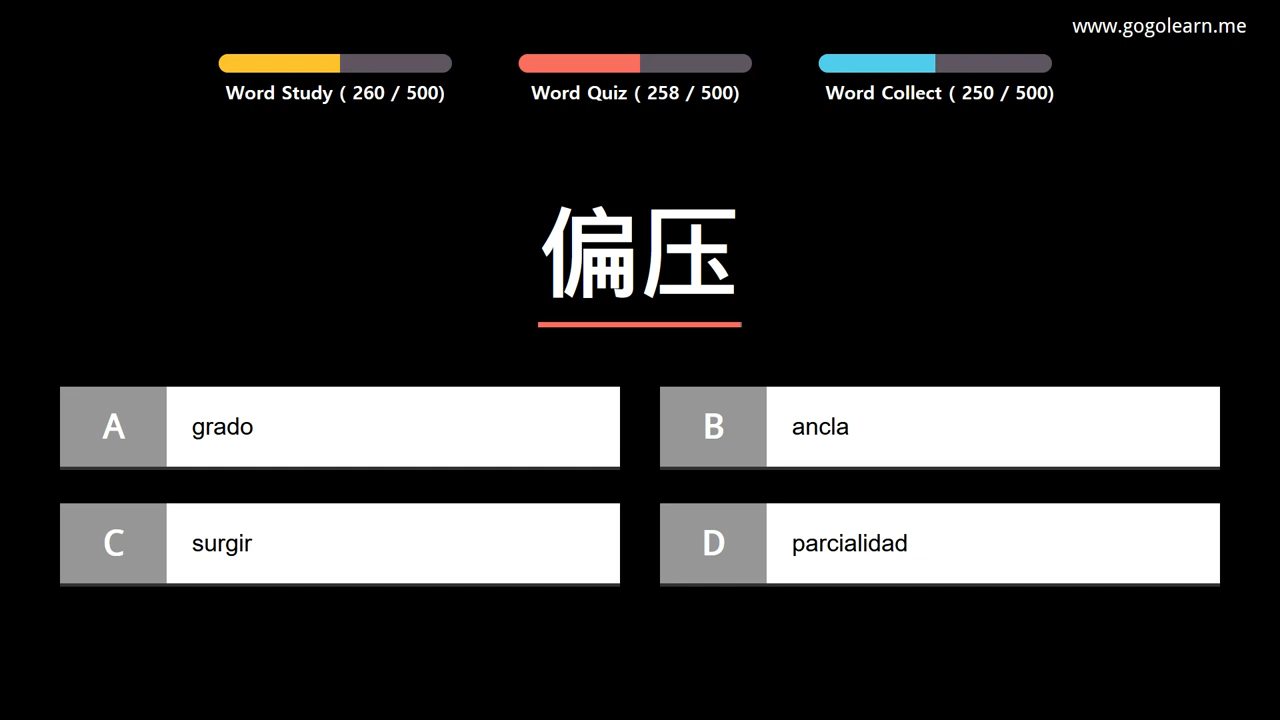 www.gogolearn.me
Word Study ( 260 / 500)
Word Quiz ( 258 / 500)
Word Collect ( 250 / 500)
偏压
A grado
B ancla
C surgir
D parcialidad